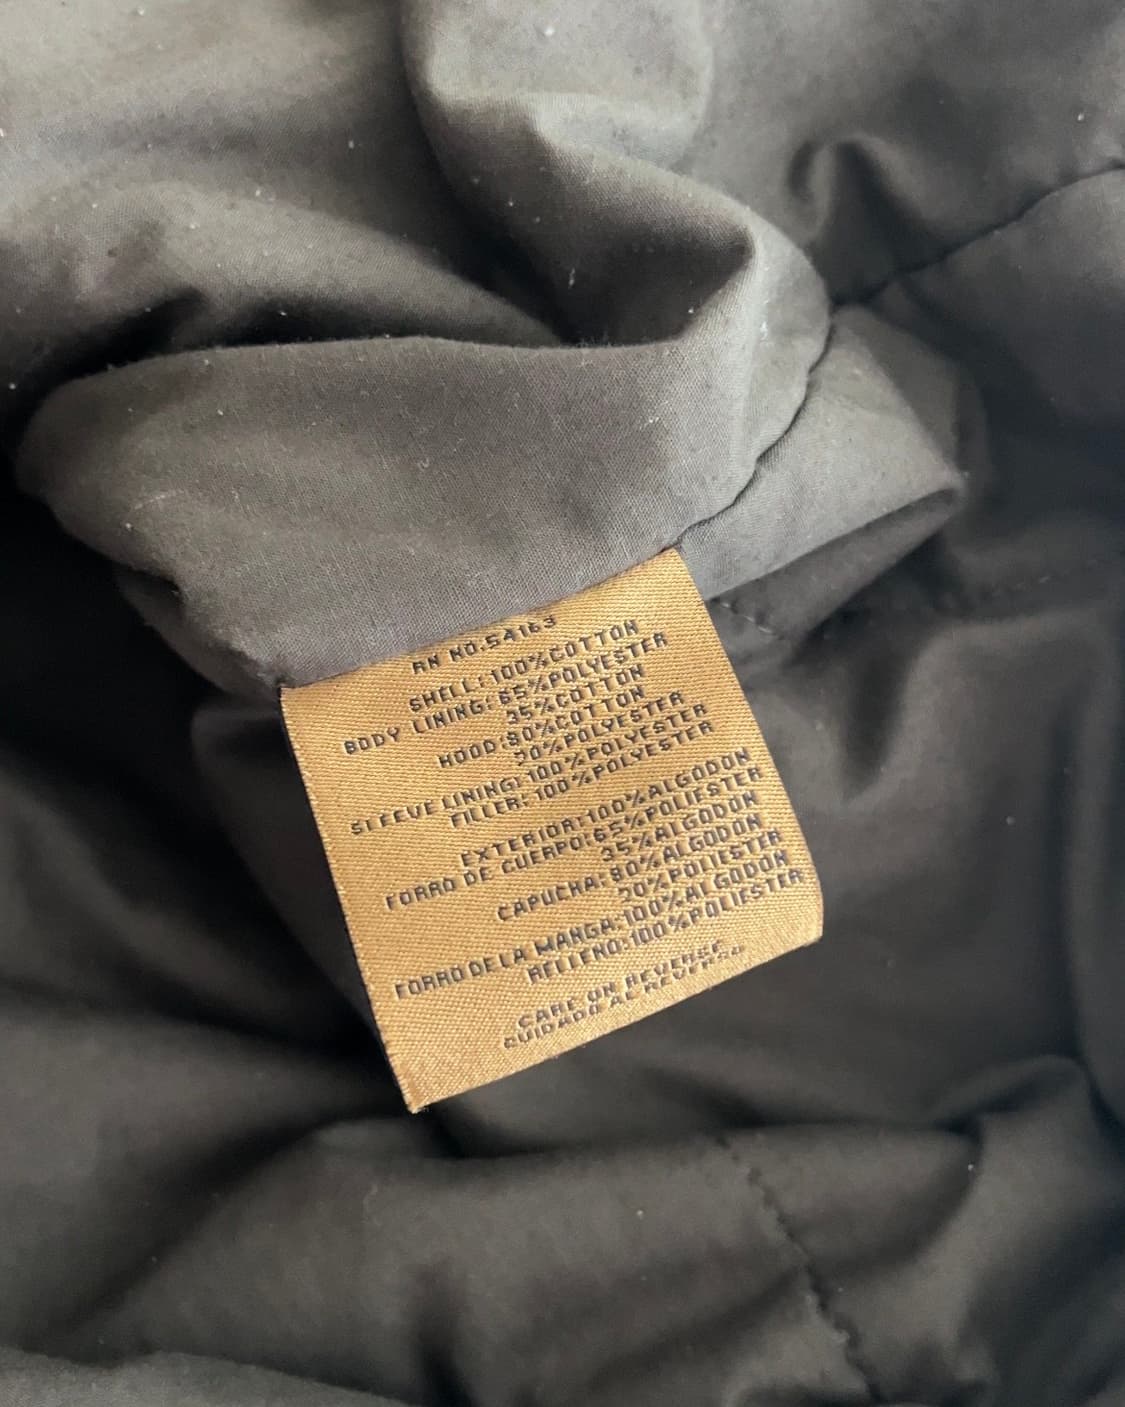 RN NO.54163
SHELL:100%COTTON
BODY LINING:65%POLYESTER
35%COTTON
HOOD:80%COTTON
20%POLYESTER
SLEEVE LINING:100%POLYESTER
FILLER:100%POLYESTER
EXTERIOR:100%ALGODON
FORRO DE CUERPO:65%POLIESTER
35%ALGODON
CAPUCHA:80%ALGODON
20%POLIESTER
FORRO DE LA MANGA:100%ALGODON
RELLENO:100%POLIESTER
CARE ON REVERSE
CUIDADO AL REVERSO